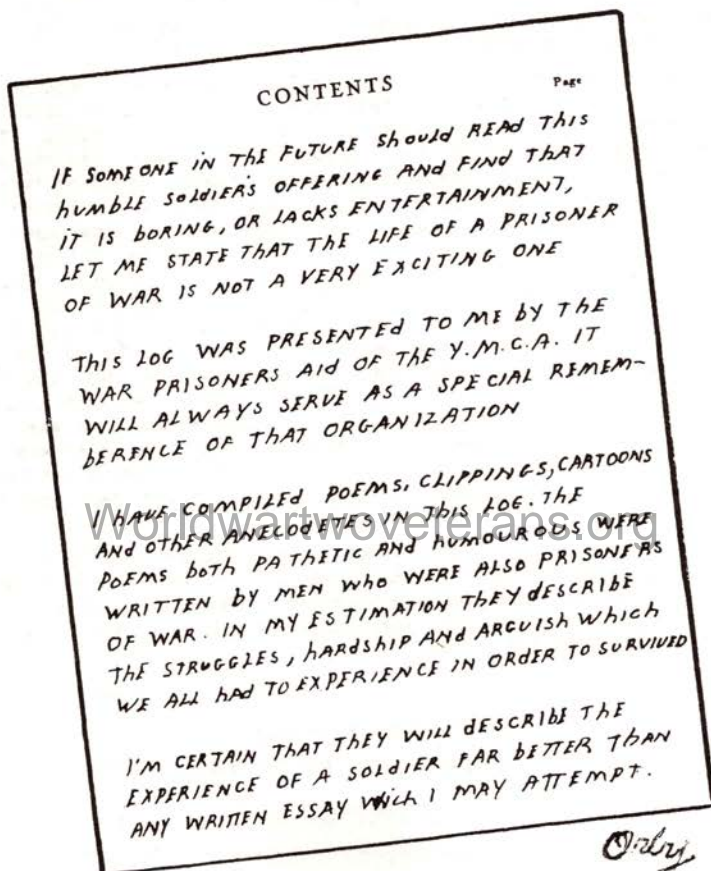 CONTENTS
Page
IF SOMEONE IN THE FUTURE Should READ THIS
humbLE SOLdIERS OFFERING ANd FIND THAT
IT IS bORING, OR LACKS ENTERTAINMENT,
LET ME STATE THAT THE LIFE OF A PRISONER
OF WAR IS NOT A VERY EXCITING ONE
THIS LOG WAS PRESENTEd TO ME bY THE
WAR PRISONERS AId OF THE Y.M.C.A. IT
WILL ALWAYS SERVE AS A SPECIAL REMEM-
bERENCE OF THAT ORGANIZATION
I HAVE COMPILEd POEMS, CLIPPINGS, CARTOONS
ANd OTHER ANECODETES IN THIS LOG. THE
Worldwartwoveterans.org
POEMS bOTH PATHETIC ANd humOUROUS WERE
WRITTEN bY MEN Who WERE ALSO PRISONERS
OF WAR. IN MY ESTIMATION THEY dESCRIBE
ThE STRUGGLES, hARdSHIP ANd ARGUISH Which
WE ALL hAd TO EXPERIENCE IN ORdER TO SURVIVEd
I'M CERTAIN THAT THEY WILL dESCRIbE THE
EXPERIENCE OF A SOLdIER FAR bETTER THAN
ANY WRITTEN ESSAY Which I MAY ATTEMPT.